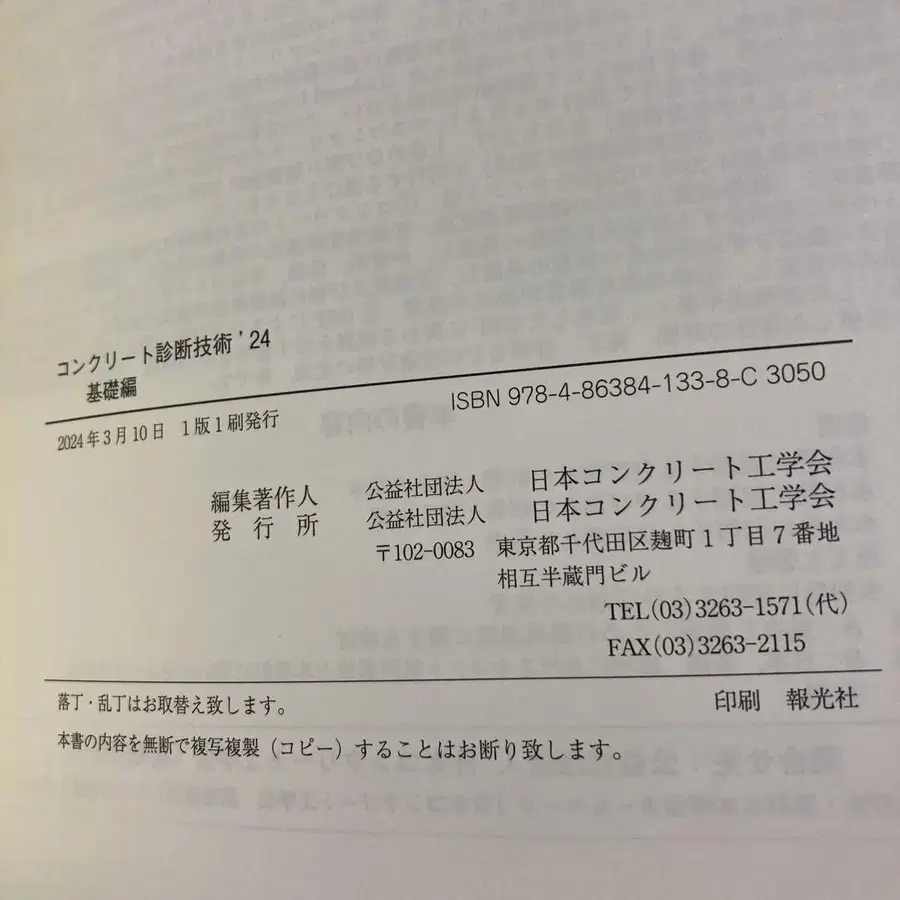 コンクリート診断技術 '24
基礎編
ISBN 978-4-86384-133-8-C 3050
2024年3月10日 1版1刷発行
編集著作人 公益社団法人 日本コンクリート工学会
発行所 公益社団法人 日本コンクリート工学会
〒102-0083 東京都千代田区麹町1丁目7番地
相互半蔵門ビル
TEL(03)3263-1571(代)
FAX(03)3263-2115
落丁・乱丁はお取替え致します。
印刷 報光社
本書の内容を無断で複写複製(コピー)することはお断り致します。